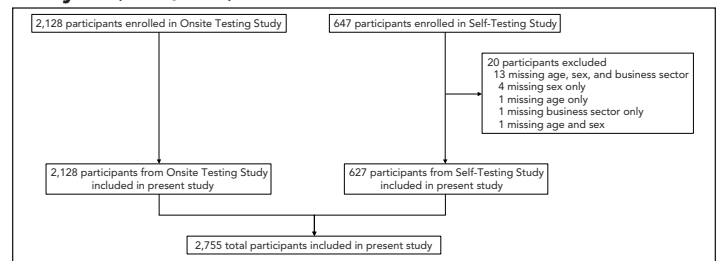 2,128 participants enrolled in Onsite Testing Study
647 participants enrolled in Self-Testing Study
20 participants excluded
13 missing age, sex, and business sector
4 missing sex only
1 missing age only
1 missing business sector only
1 missing age and sex
2,128 participants from Onsite Testing Study
included in present study
627 participants from Self-Testing Study
included in present study
2,755 total participants included in present study